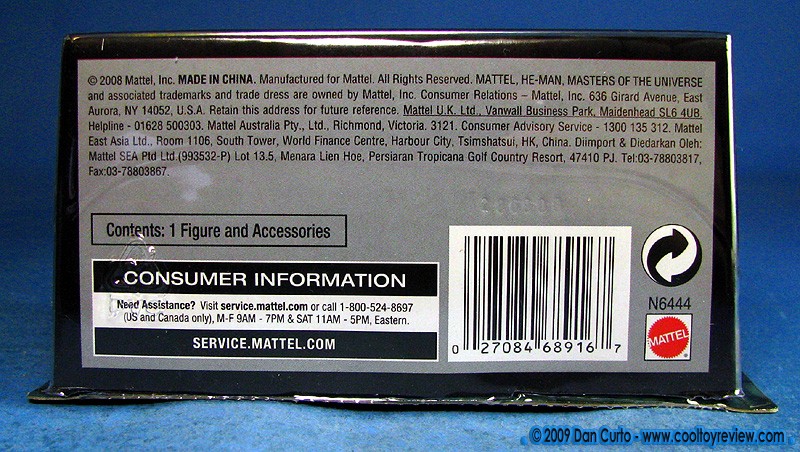 © 2008 Mattel, Inc. MADE IN CHINA. Manufactured for Mattel. All Rights Reserved. MATTEL, HE-MAN, MASTERS OF THE UNIVERSE
and associated trademarks and trade dress are owned by Mattel, Inc. Consumer Relations – Mattel, Inc. 636 Girard Avenue, East
Aurora, NY 14052, U.S.A. Retain this address for future reference. Mattel U.K. Ltd., Vanwall Business Park, Maidenhead SL6 4UB.
Helpline - 01628 500303. Mattel Australia Pty., Ltd., Richmond, Victoria. 3121. Consumer Advisory Service - 1300 135 312. Mattel
East Asia Ltd., Room 1106, South Tower, World Finance Centre, Harbour City, Tsimshatsui, HK, China. Diimport & Diedarkan Oleh:
Mattel SEA Ptd Ltd.(993532-P) Lot 13.5, Menara Lien Hoe, Persiaran Tropicana Golf Country Resort, 47410 PJ. Tel:03-78803817,
Fax:03-78803867.
Contents: 1 Figure and Accessories
CONSUMER INFORMATION
Need Assistance? Visit service.mattel.com or call 1-800-524-8697
(US and Canada only), M-F 9AM - 7PM & SAT 11AM - 5PM, Eastern.
SERVICE.MATTEL.COM
0 27084 68916 7
N6444
MATTEL
® 
© 2009 Dan Curto - www.cooltoyreview.com